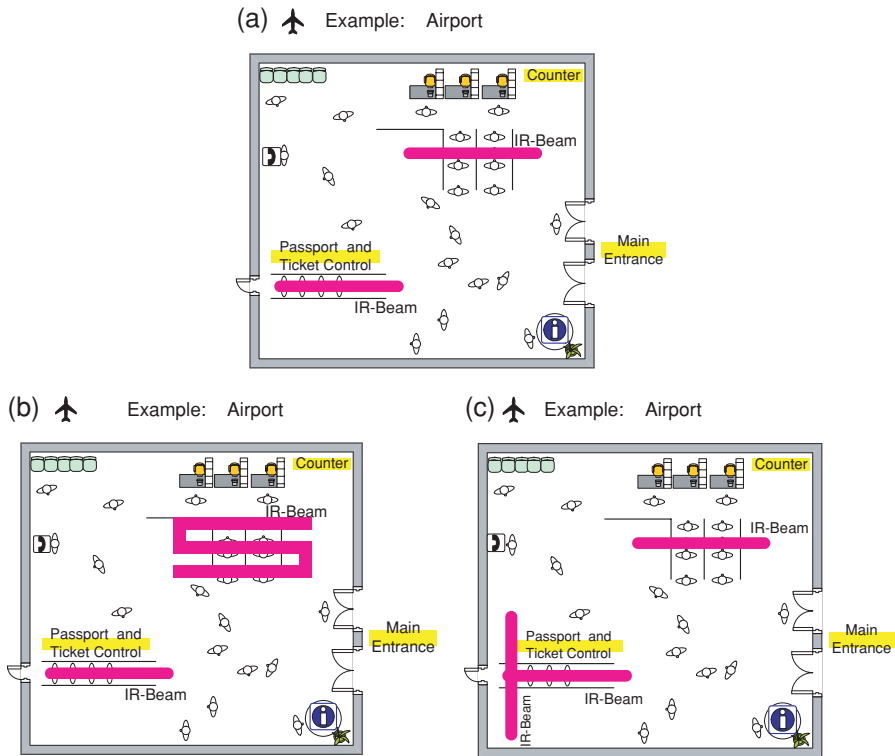 (a) Example: Airport
Counter
IR-Beam
Passport and
Ticket Control
IR-Beam
Main
Entrance
i
(b) Example: Airport
Counter
IR-Beam
Passport and
Ticket Control
IR-Beam
Main
Entrance
i
(c) Example: Airport
Counter
IR-Beam
Passport and
Ticket Control
IR-Beam
IR-Beam
Main
Entrance
i